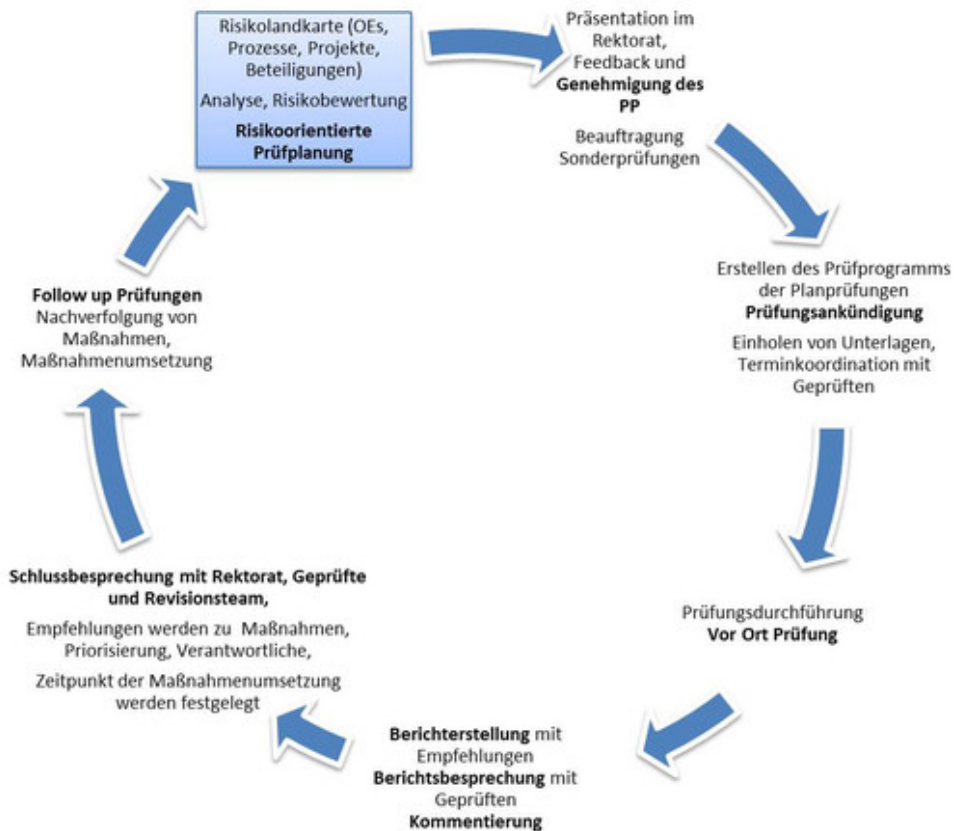 Risikolandkarte (OEs,
Prozesse, Projekte,
Beteiligungen)
Analyse, Risikobewertung
Risikoorientierte
Prüfplanung
Präsentation im
Rektorat,
Feedback und
Genehmigung des
PP
Beauftragung
Sonderprüfungen
Erstellen des Prüfprogramms
der Planprüfungen
Prüfungsankündigung
Einholen von Unterlagen,
Terminkoordination mit
Geprüften
Prüfungsdurchführung
Vor Ort Prüfung
Berichterstellung mit
Empfehlungen
Berichtsbesprechung mit
Geprüften
Kommentierung
Schlussbesprechung mit Rektorat, Geprüfte
und Revisionsteam,
Empfehlungen werden zu Maßnahmen,
Priorisierung, Verantwortliche,
Zeitpunkt der Maßnahmenumsetzung
werden festgelegt
Follow up Prüfungen
Nachverfolgung von
Maßnahmen,
Maßnahmenumsetzung